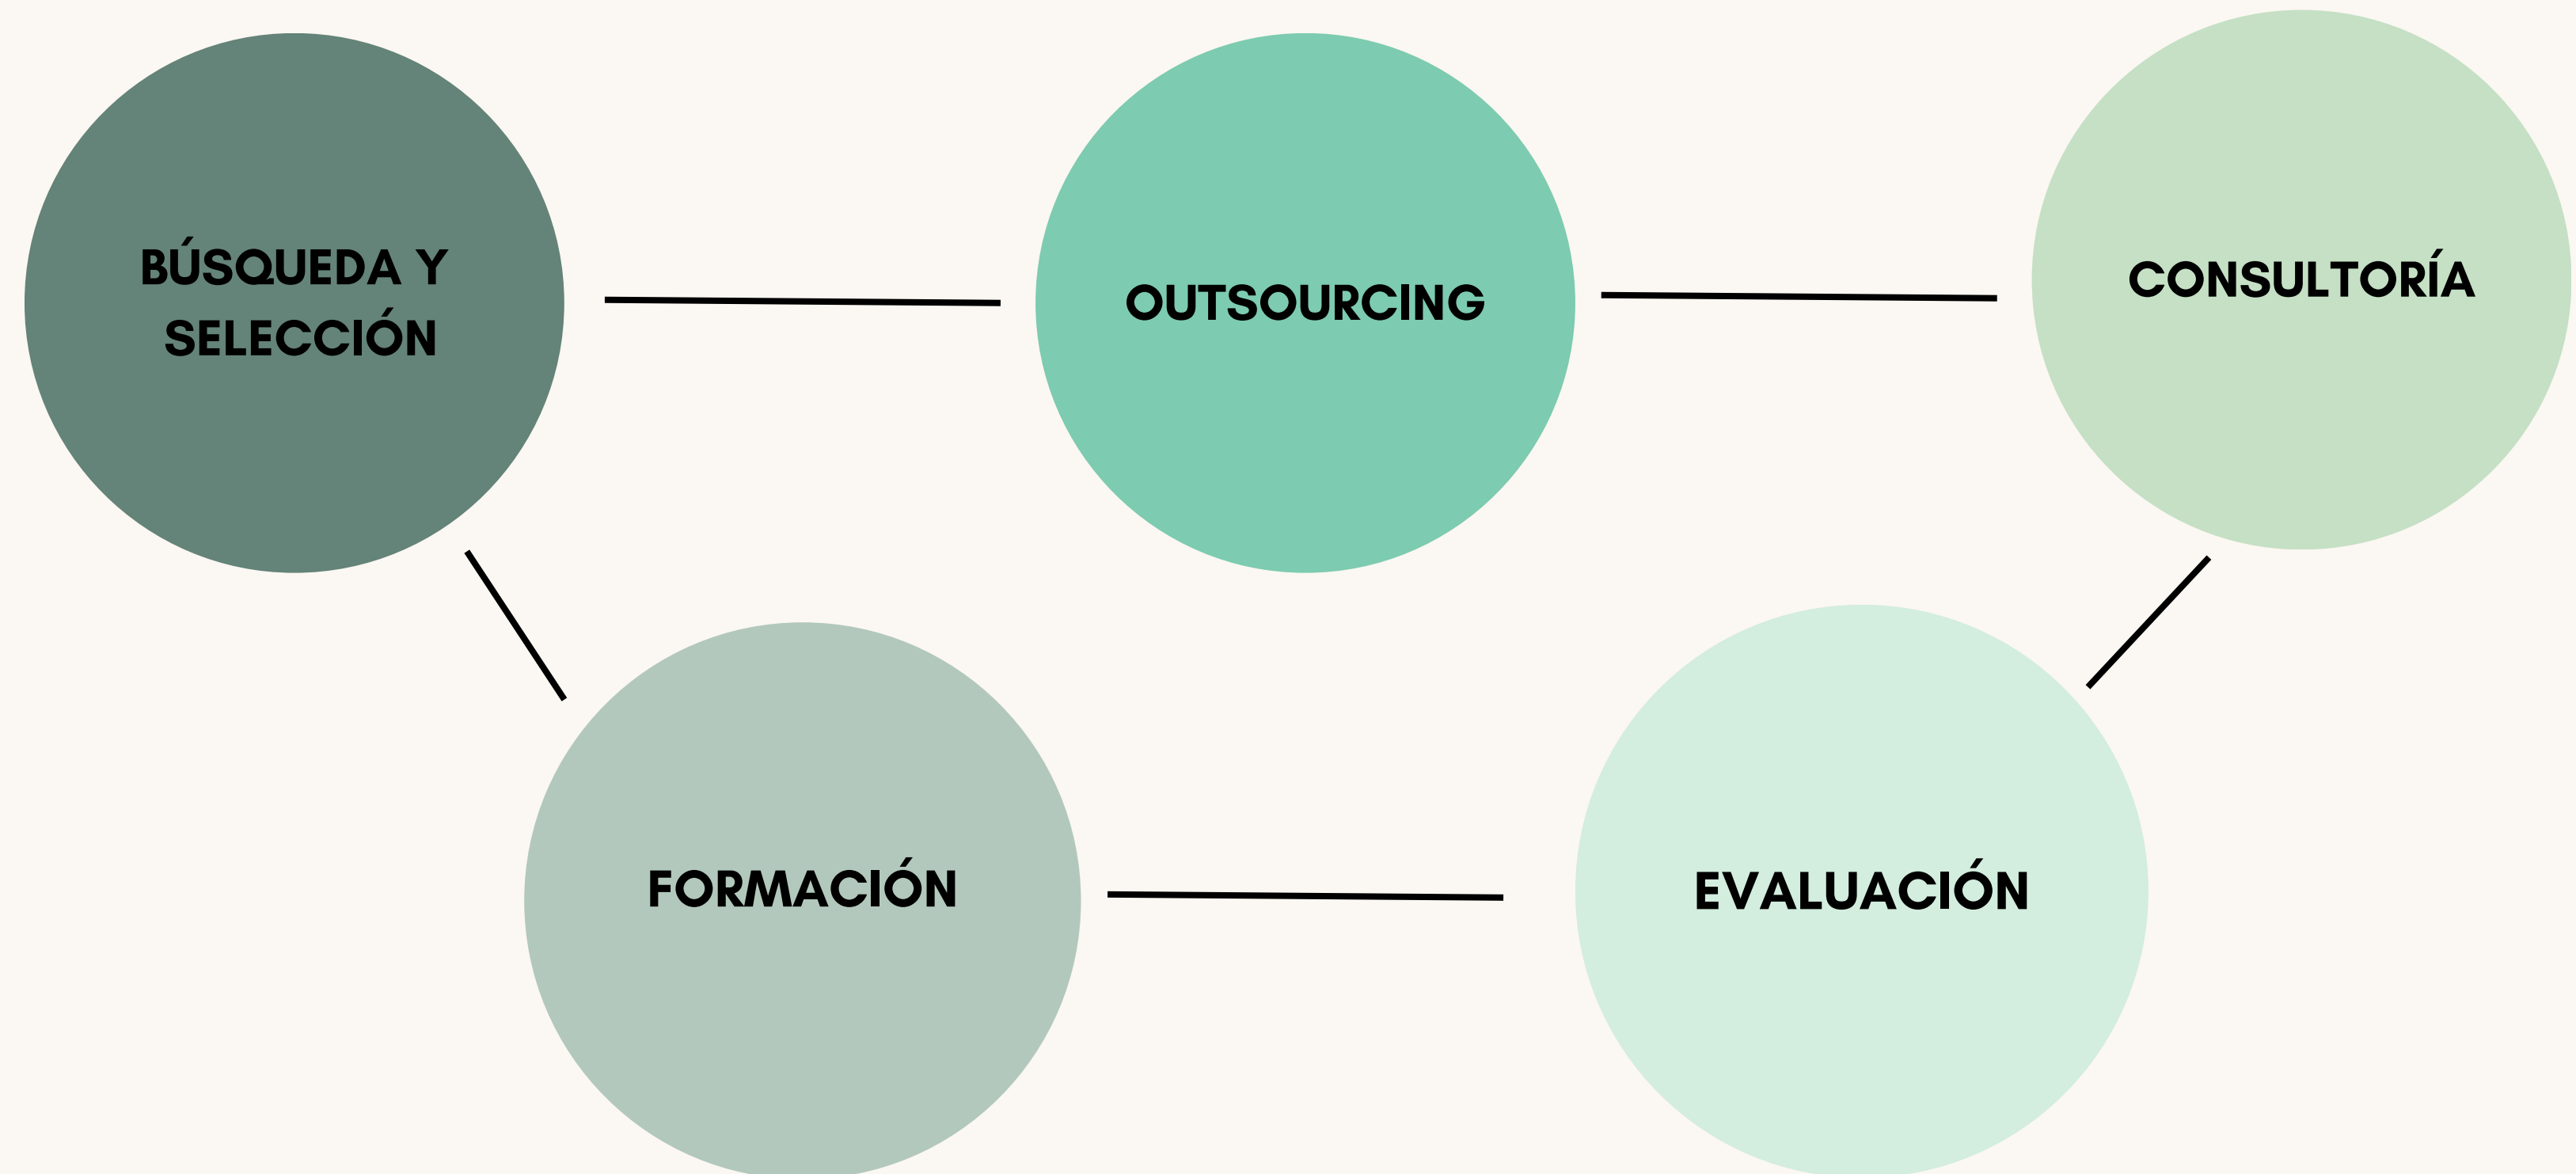 BÚSQUEDA Y
SELECCIÓN
OUTSOURCING
CONSULTORÍA
FORMACIÓN
EVALUACIÓN